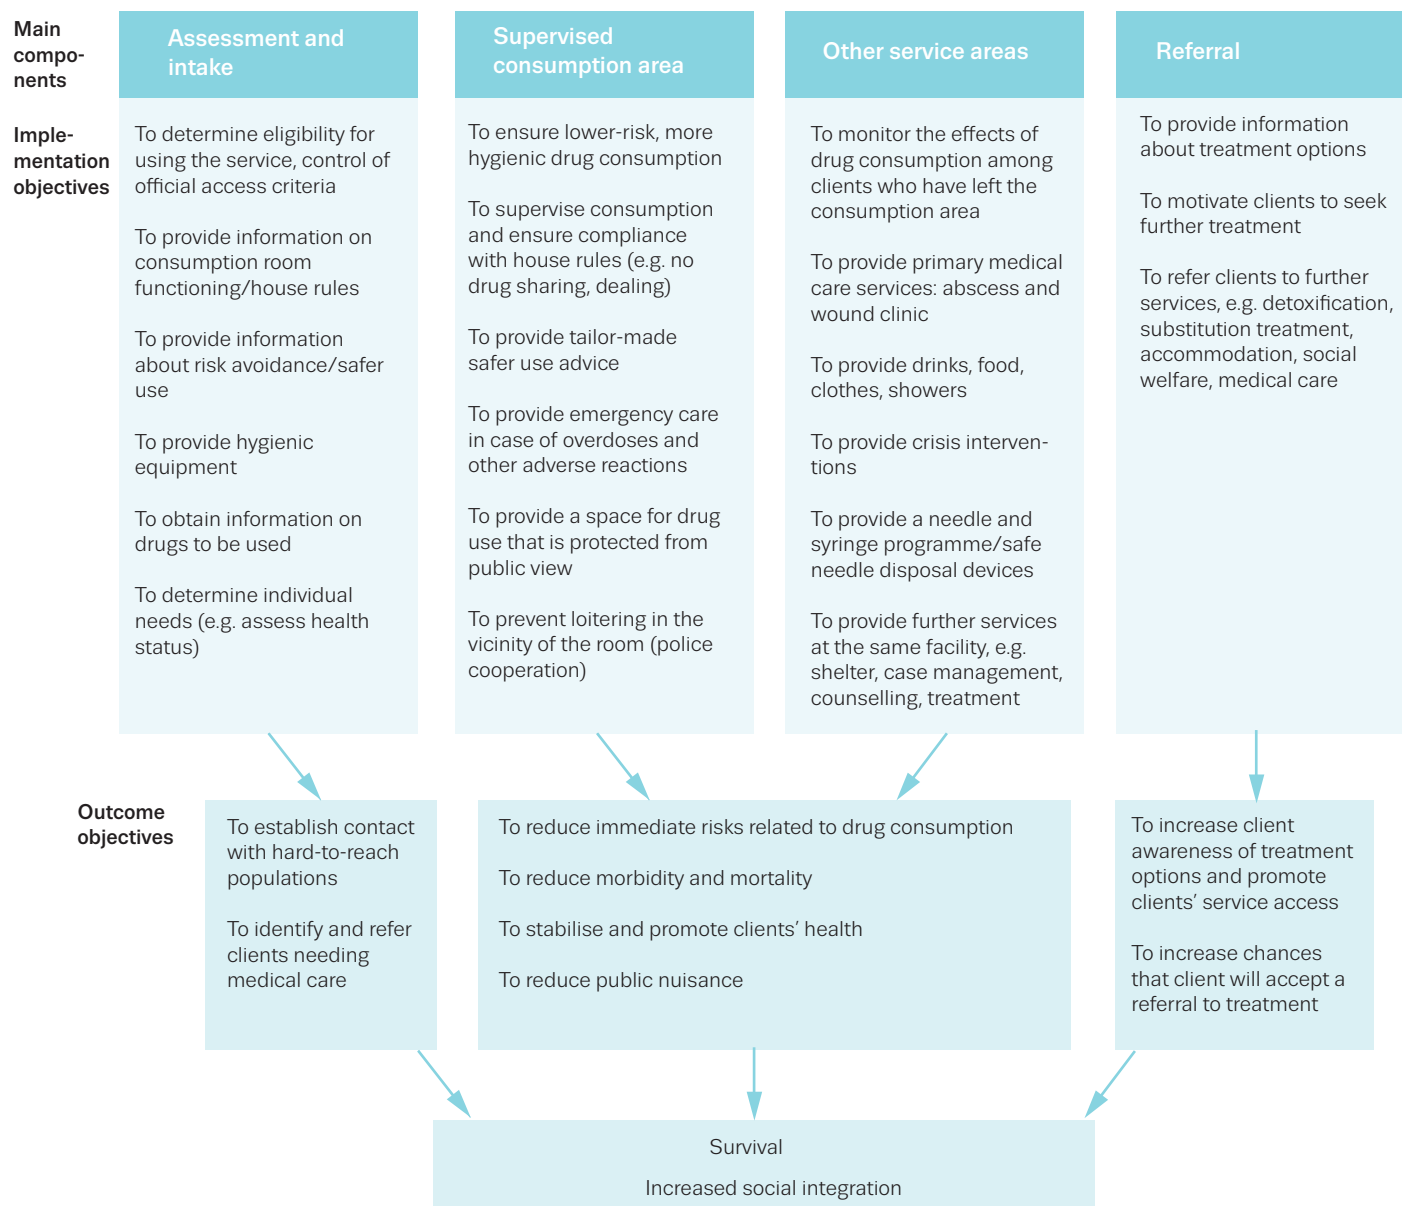 Main
compo-
nents
Assessment and
intake
Supervised
consumption area
Other service areas
Referral
Imple-
mentation
objectives
To determine eligibility for
using the service, control of
official access criteria
To provide information on
consumption room
functioning/house rules
To provide information
about risk avoidance/safer
use
To provide hygienic
equipment
To obtain information on
drugs to be used
To determine individual
needs (e.g. assess health
status)
To ensure lower-risk, more
hygienic drug consumption
To supervise consumption
and ensure compliance
with house rules (e.g. no
drug sharing, dealing)
To provide tailor-made
safer use advice
To provide emergency care
in case of overdoses and
other adverse reactions
To provide a space for drug
use that is protected from
public view
To prevent loitering in the
vicinity of the room (police
cooperation)
To monitor the effects of
drug consumption among
clients who have left the
consumption area
To provide primary medical
care services: abscess and
wound clinic
To provide drinks, food,
clothes, showers
To provide crisis interven-
tions
To provide a needle and
syringe programme/safe
needle disposal devices
To provide further services
at the same facility, e.g.
shelter, case management,
counselling, treatment
To provide information
about treatment options
To motivate clients to seek
further treatment
To refer clients to further
services, e.g. detoxification,
substitution treatment,
accommodation, social
welfare, medical care
Outcome
objectives
To establish contact
with hard-to-reach
populations
To identify and refer
clients needing
medical care
To reduce immediate risks related to drug consumption
To reduce morbidity and mortality
To stabilise and promote clients’ health
To reduce public nuisance
To increase client
awareness of treatment
options and promote
clients’ service access
To increase chances
that client will accept a
referral to treatment
Survival
Increased social integration